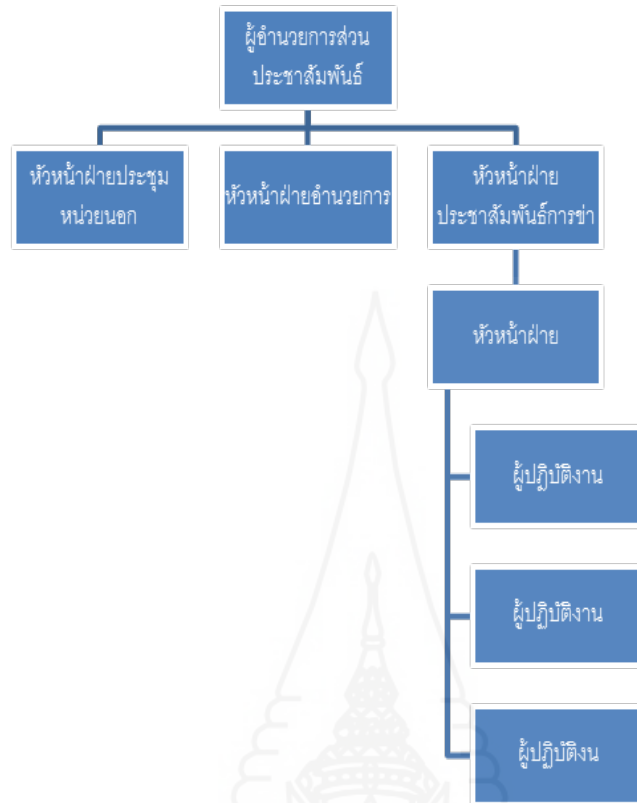 ผู้อำนวยการส่วน
ประชาสัมพันธ์
หัวหน้าฝ่ายประชุม
หน่วยนอก
หัวหน้าฝ่ายอำนวยการ
หัวหน้าฝ่าย
ประชาสัมพันธ์การข่า
หัวหน้าฝ่าย
ผู้ปฏิบัติงาน
ผู้ปฏิบัติงาน
ผู้ปฏิบัติงน